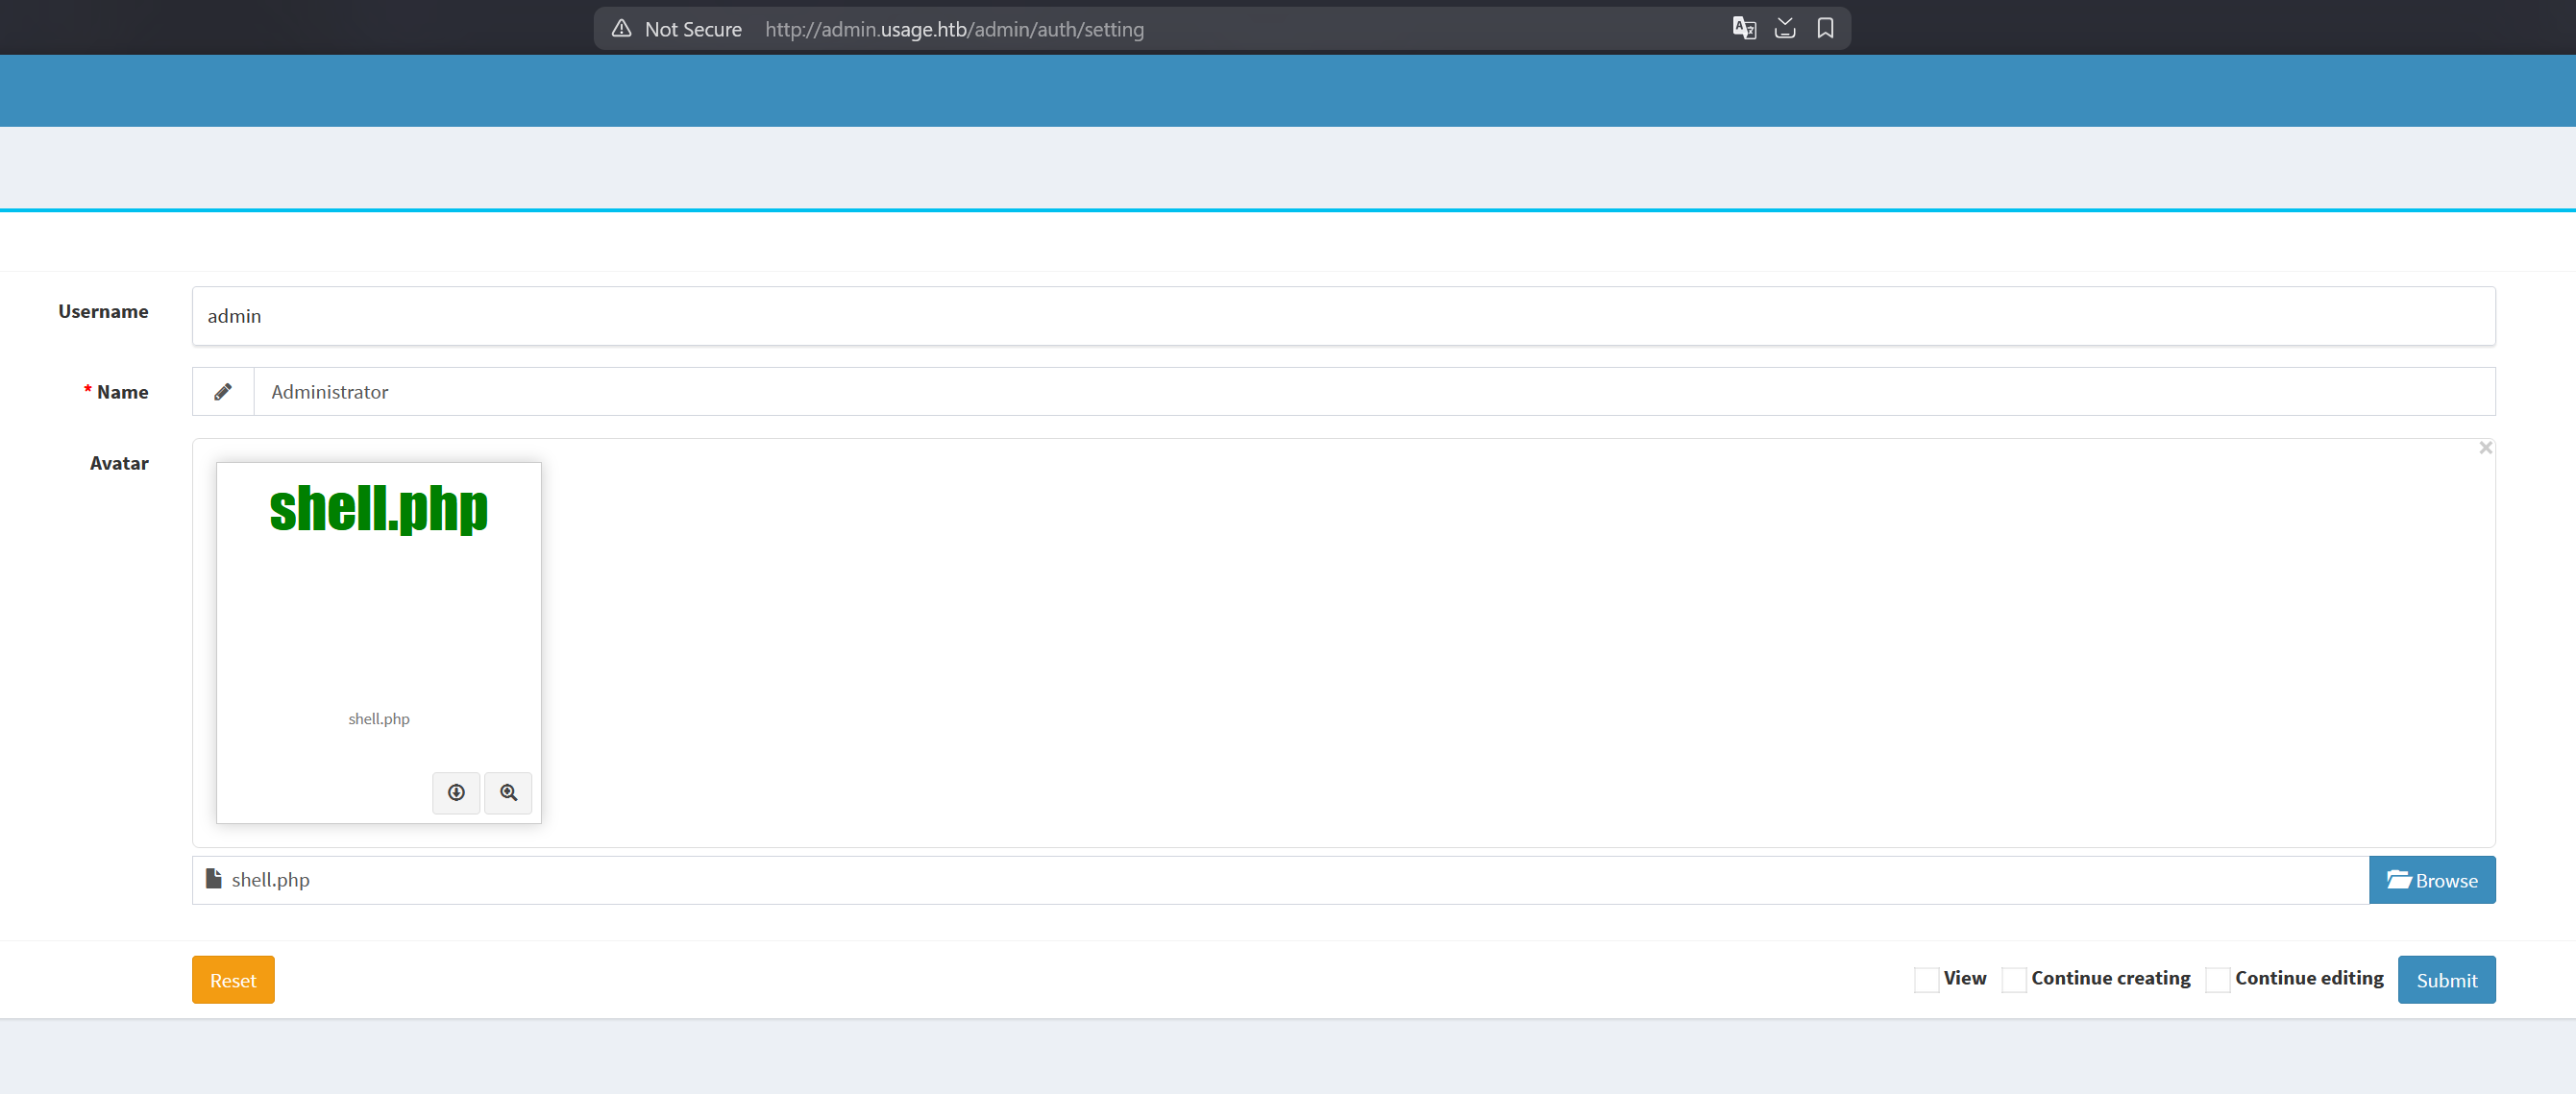 Not Secure http://admin.usage.htb/admin/auth/setting
Username admin
* Name Administrator
Avatar
shell.php
shell.php
shell.php Browse
Reset View Continue creating Continue editing Submit